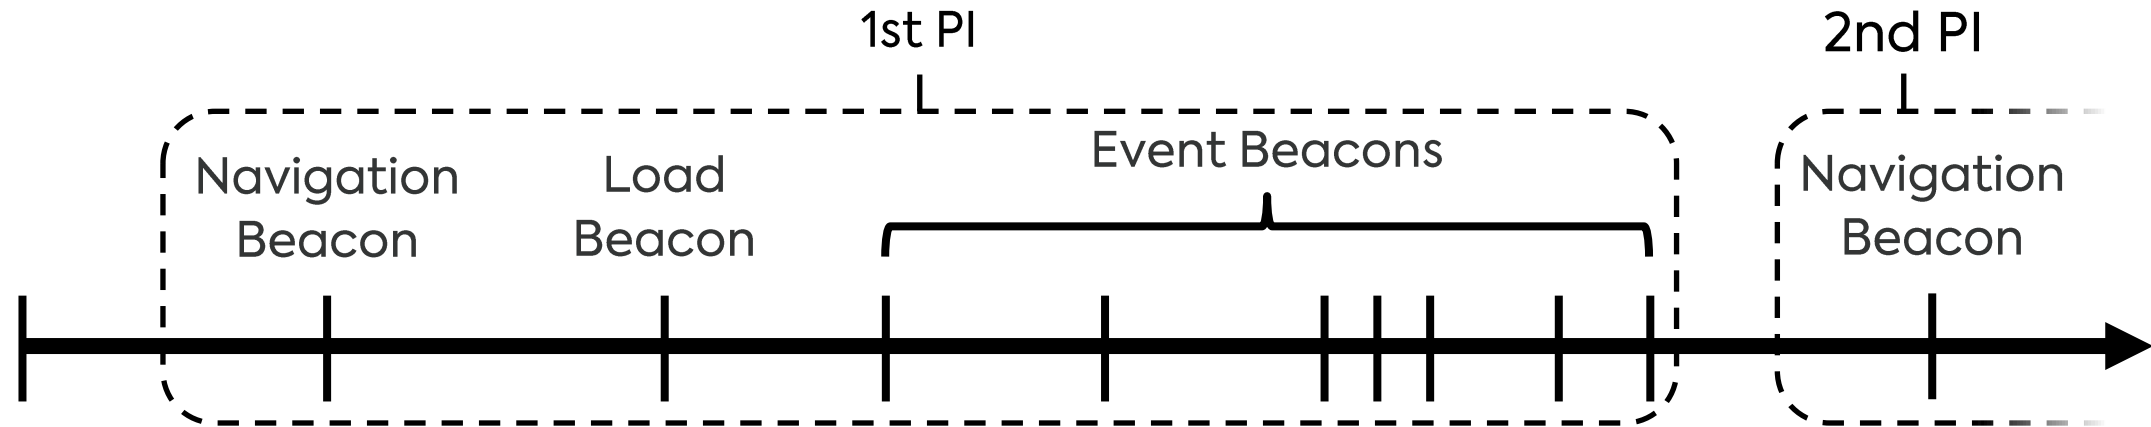 1st PI
2nd PI
Event Beacons
Navigation
Beacon
Load
Beacon
Navigation
Beacon